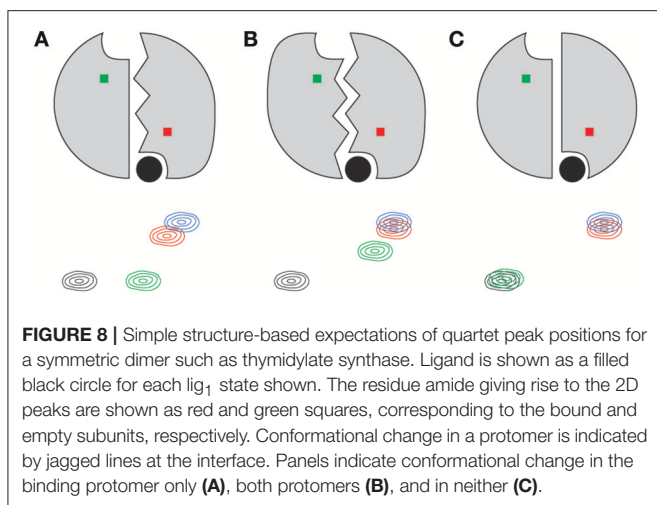 A B C
FIGURE 8 | Simple structure-based expectations of quartet peak positions for
a symmetric dimer such as thymidylate synthase. Ligand is shown as a filled
black circle for each lig1 state shown. The residue amide giving rise to the 2D
peaks are shown as red and green squares, corresponding to the bound and
empty subunits, respectively. Conformational change in a protomer is indicated
by jagged lines at the interface. Panels indicate conformational change in the
binding protomer only (A), both protomers (B), and in neither (C).